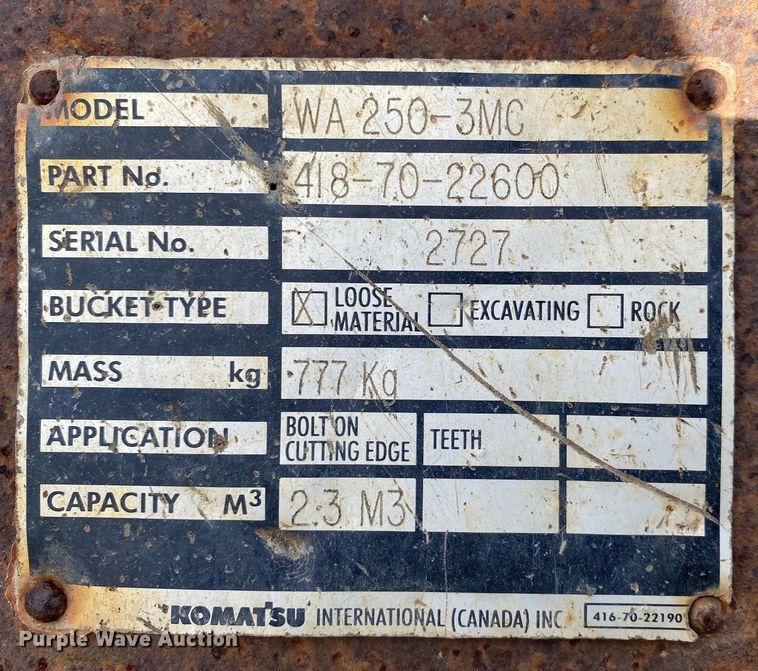 MODEL WA 250-3MC
PART No. 418-70-22600
SERIAL No. 2727
BUCKET TYPE X LOOSE MATERIAL EXCAVATING ROCK
MASS kg 777 Kg
APPLICATION BOLT ON CUTTING EDGE TEETH
CAPACITY M³ 2.3 M3
KOMATSU INTERNATIONAL (CANADA) INC. 416-70-22190
Purple Wave Auction